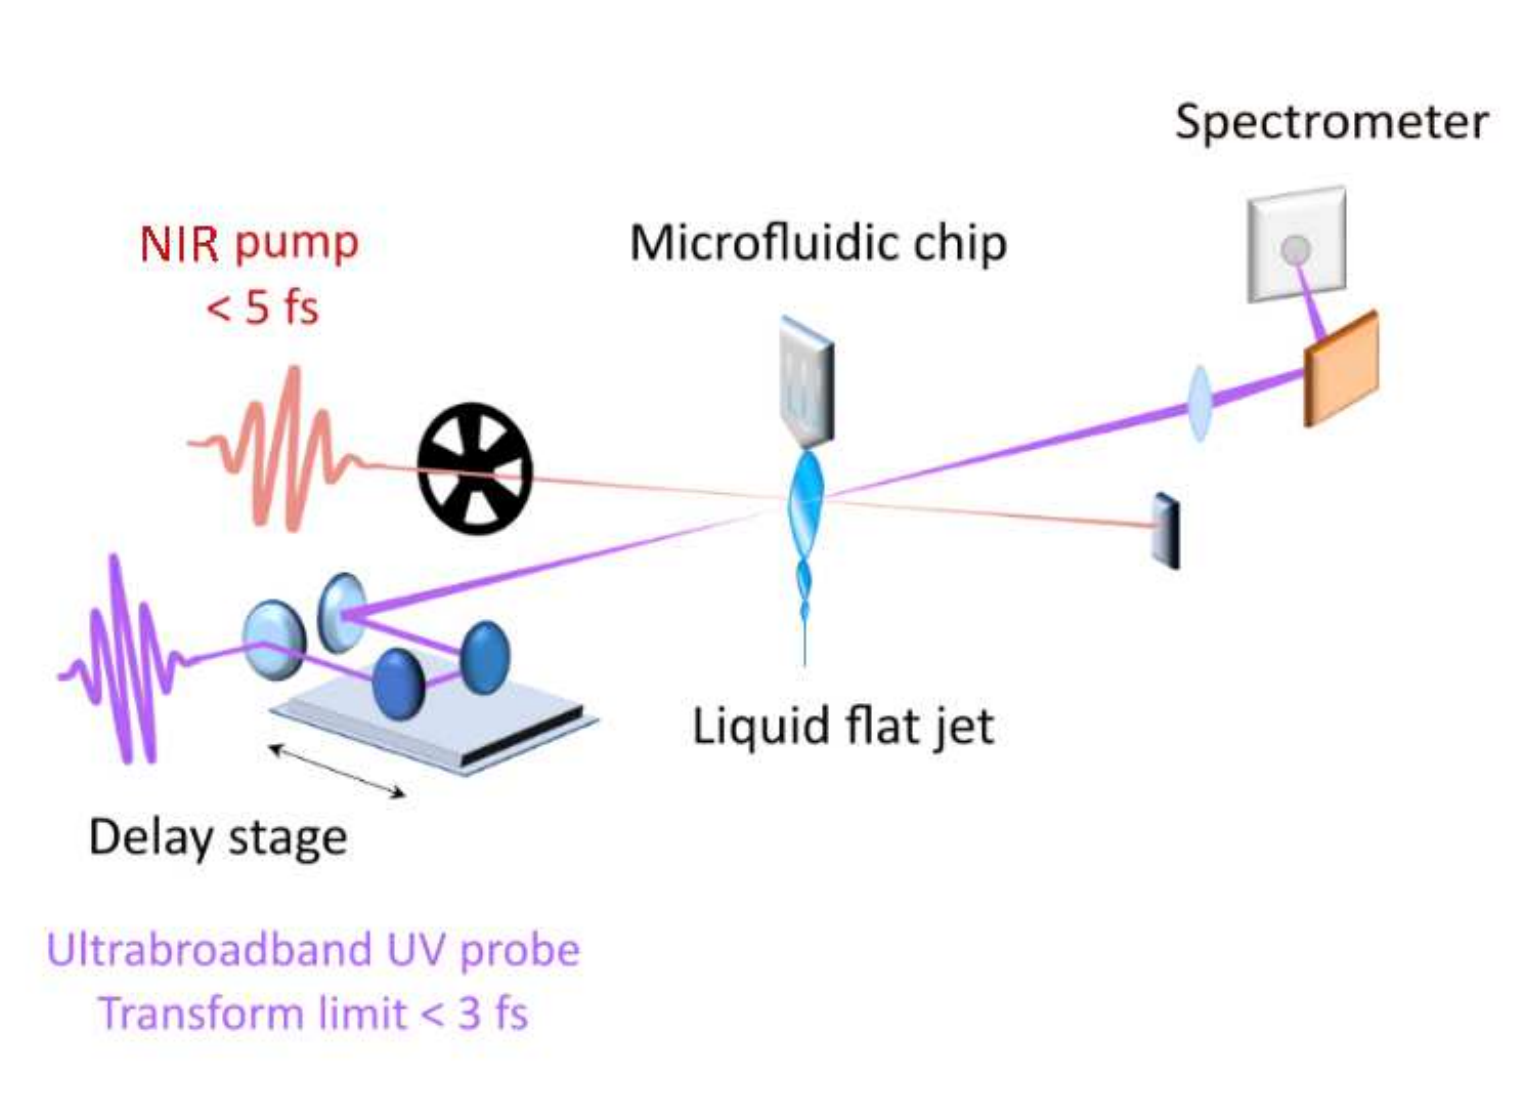 Spectrometer
NIR pump
< 5 fs
Microfluidic chip
Liquid flat jet
Delay stage
Ultrabroadband UV probe
Transform limit < 3 fs